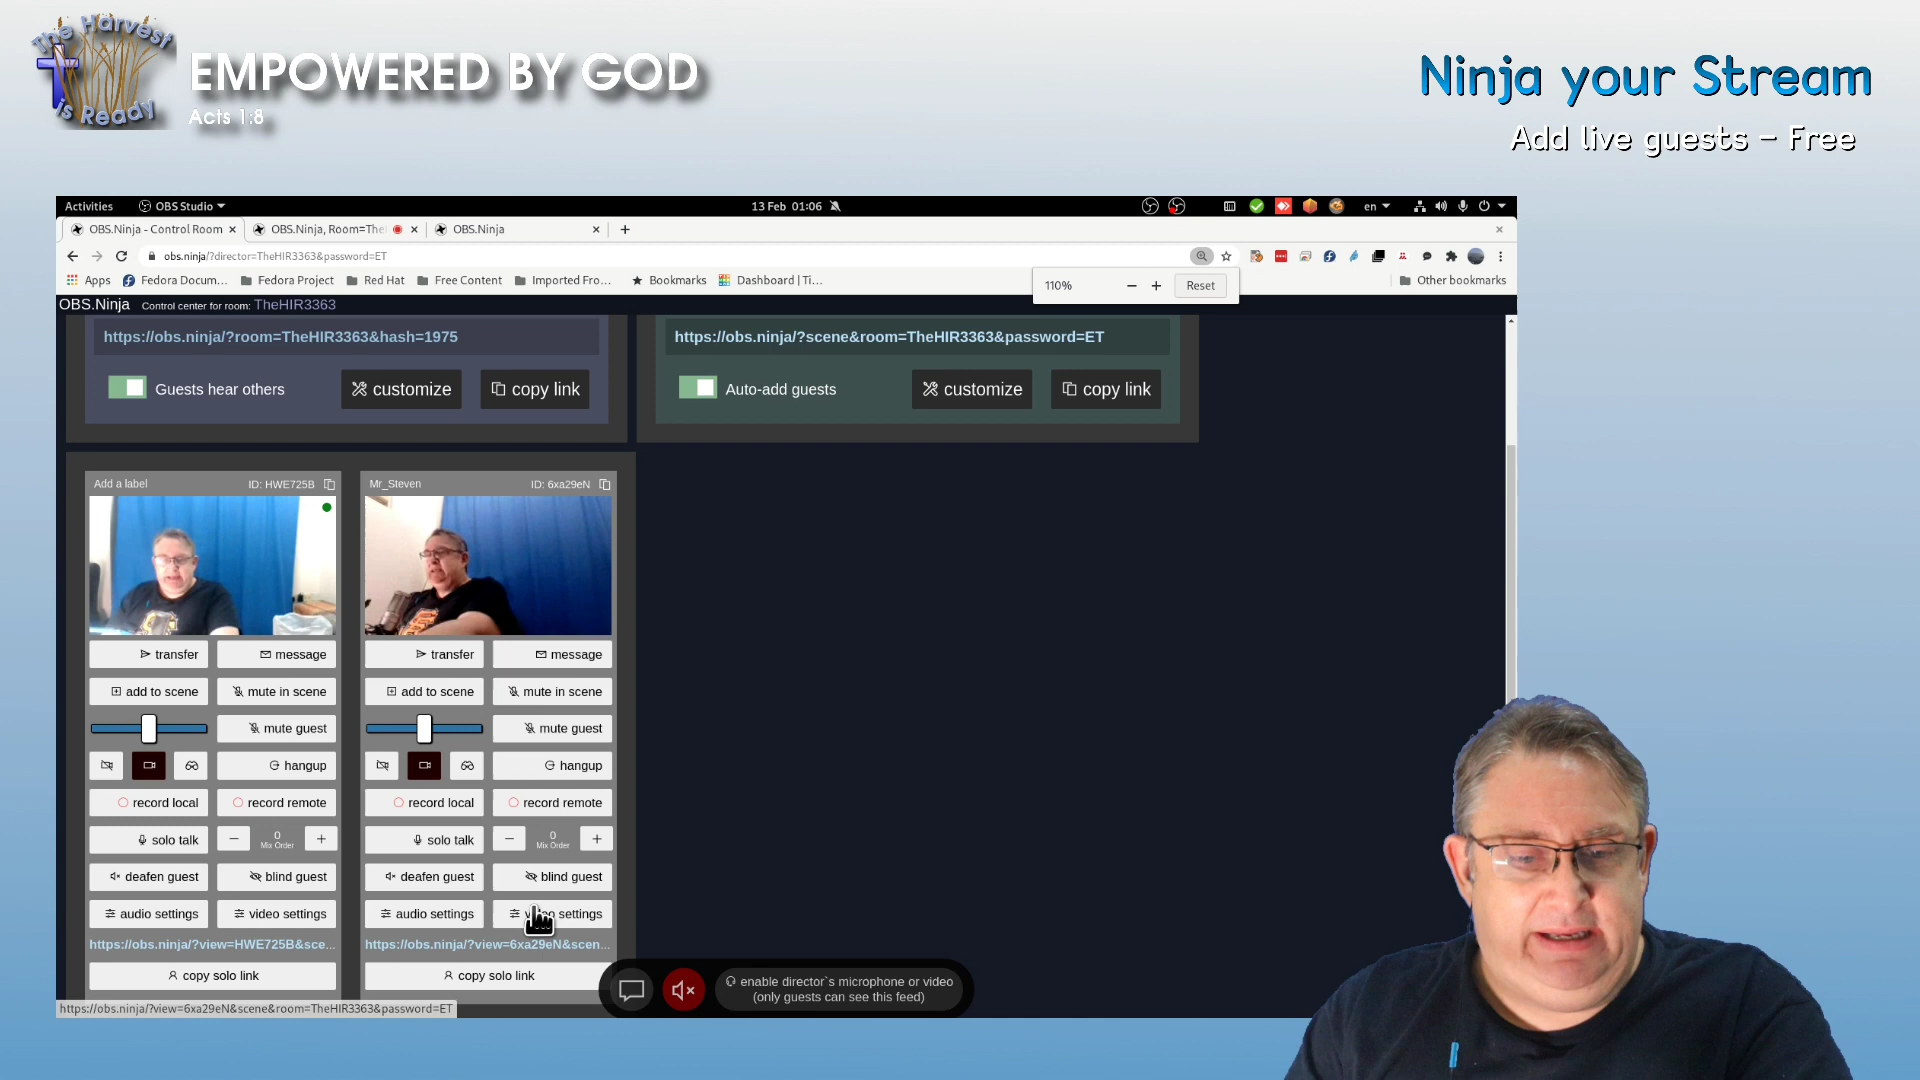 The Harvest
is Ready
EMPOWERED BY GOD
Acts 1:8
Ninja your Stream
Add live guests – Free
Activities
OBS Studio
13 Feb 01:06
en
OBS.Ninja - Control Room
OBS.Ninja, Room=The
OBS.Ninja
obs.ninja/?director=TheHIR3363&password=ET
Apps
Fedora Docum...
Fedora Project
Red Hat
Free Content
Imported Fro...
Bookmarks
Dashboard | Ti...
Other bookmarks
110%
Reset
OBS.Ninja
Control center for room: TheHIR3363
https://obs.ninja/?room=TheHIR3363&hash=1975
Guests hear others
customize
copy link
https://obs.ninja/?scene&room=TheHIR3363&password=ET
Auto-add guests
customize
copy link
Add a label
ID: HWE725B
transfer
message
add to scene
mute in scene
mute guest
hangup
record local
record remote
solo talk
0
Mix Order
deafen guest
blind guest
audio settings
video settings
https://obs.ninja/?view=HWE725B&sce...
copy solo link
Mr_Steven
ID: 6xa29eN
transfer
message
add to scene
mute in scene
mute guest
hangup
record local
record remote
solo talk
0
Mix Order
deafen guest
blind guest
audio settings
settings
https://obs.ninja/?view=6xa29eN&scen...
copy solo link
enable director`s microphone or video
(only guests can see this feed)
https://obs.ninja/?view=6xa29eN&scene&room=TheHIR3363&password=ET